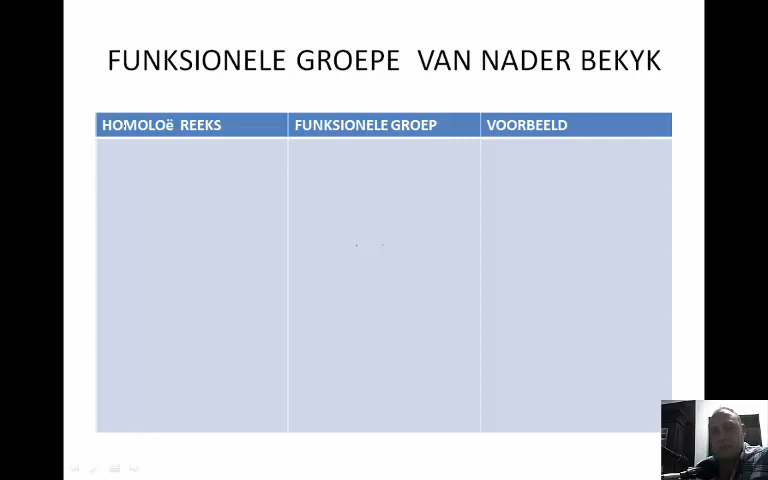 FUNKSIONELE GROEPE VAN NADER BEKYK
HOMOLOë REEKS
FUNKSIONELE GROEP
VOORBEELD